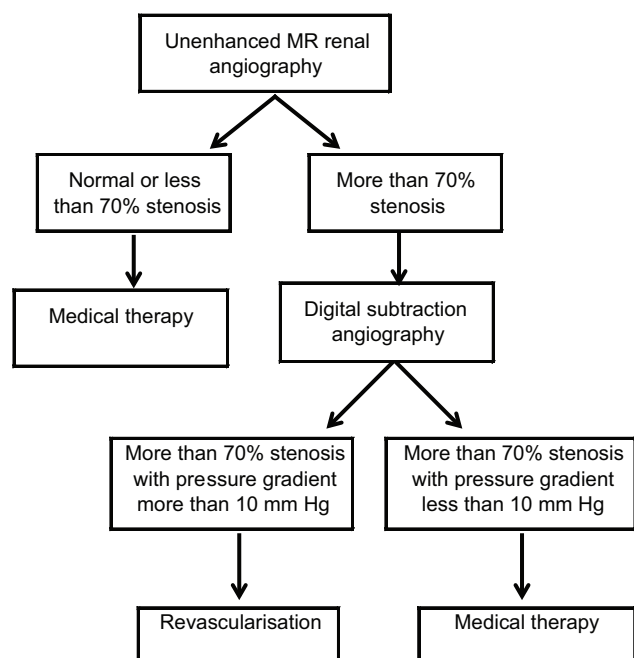 Unenhanced MR renal
angiography
Normal or less
than 70% stenosis
More than 70%
stenosis
Medical therapy
Digital subtraction
angiography
More than 70% stenosis
with pressure gradient
more than 10 mm Hg
More than 70% stenosis
with pressure gradient
less than 10 mm Hg
Revascularisation
Medical therapy